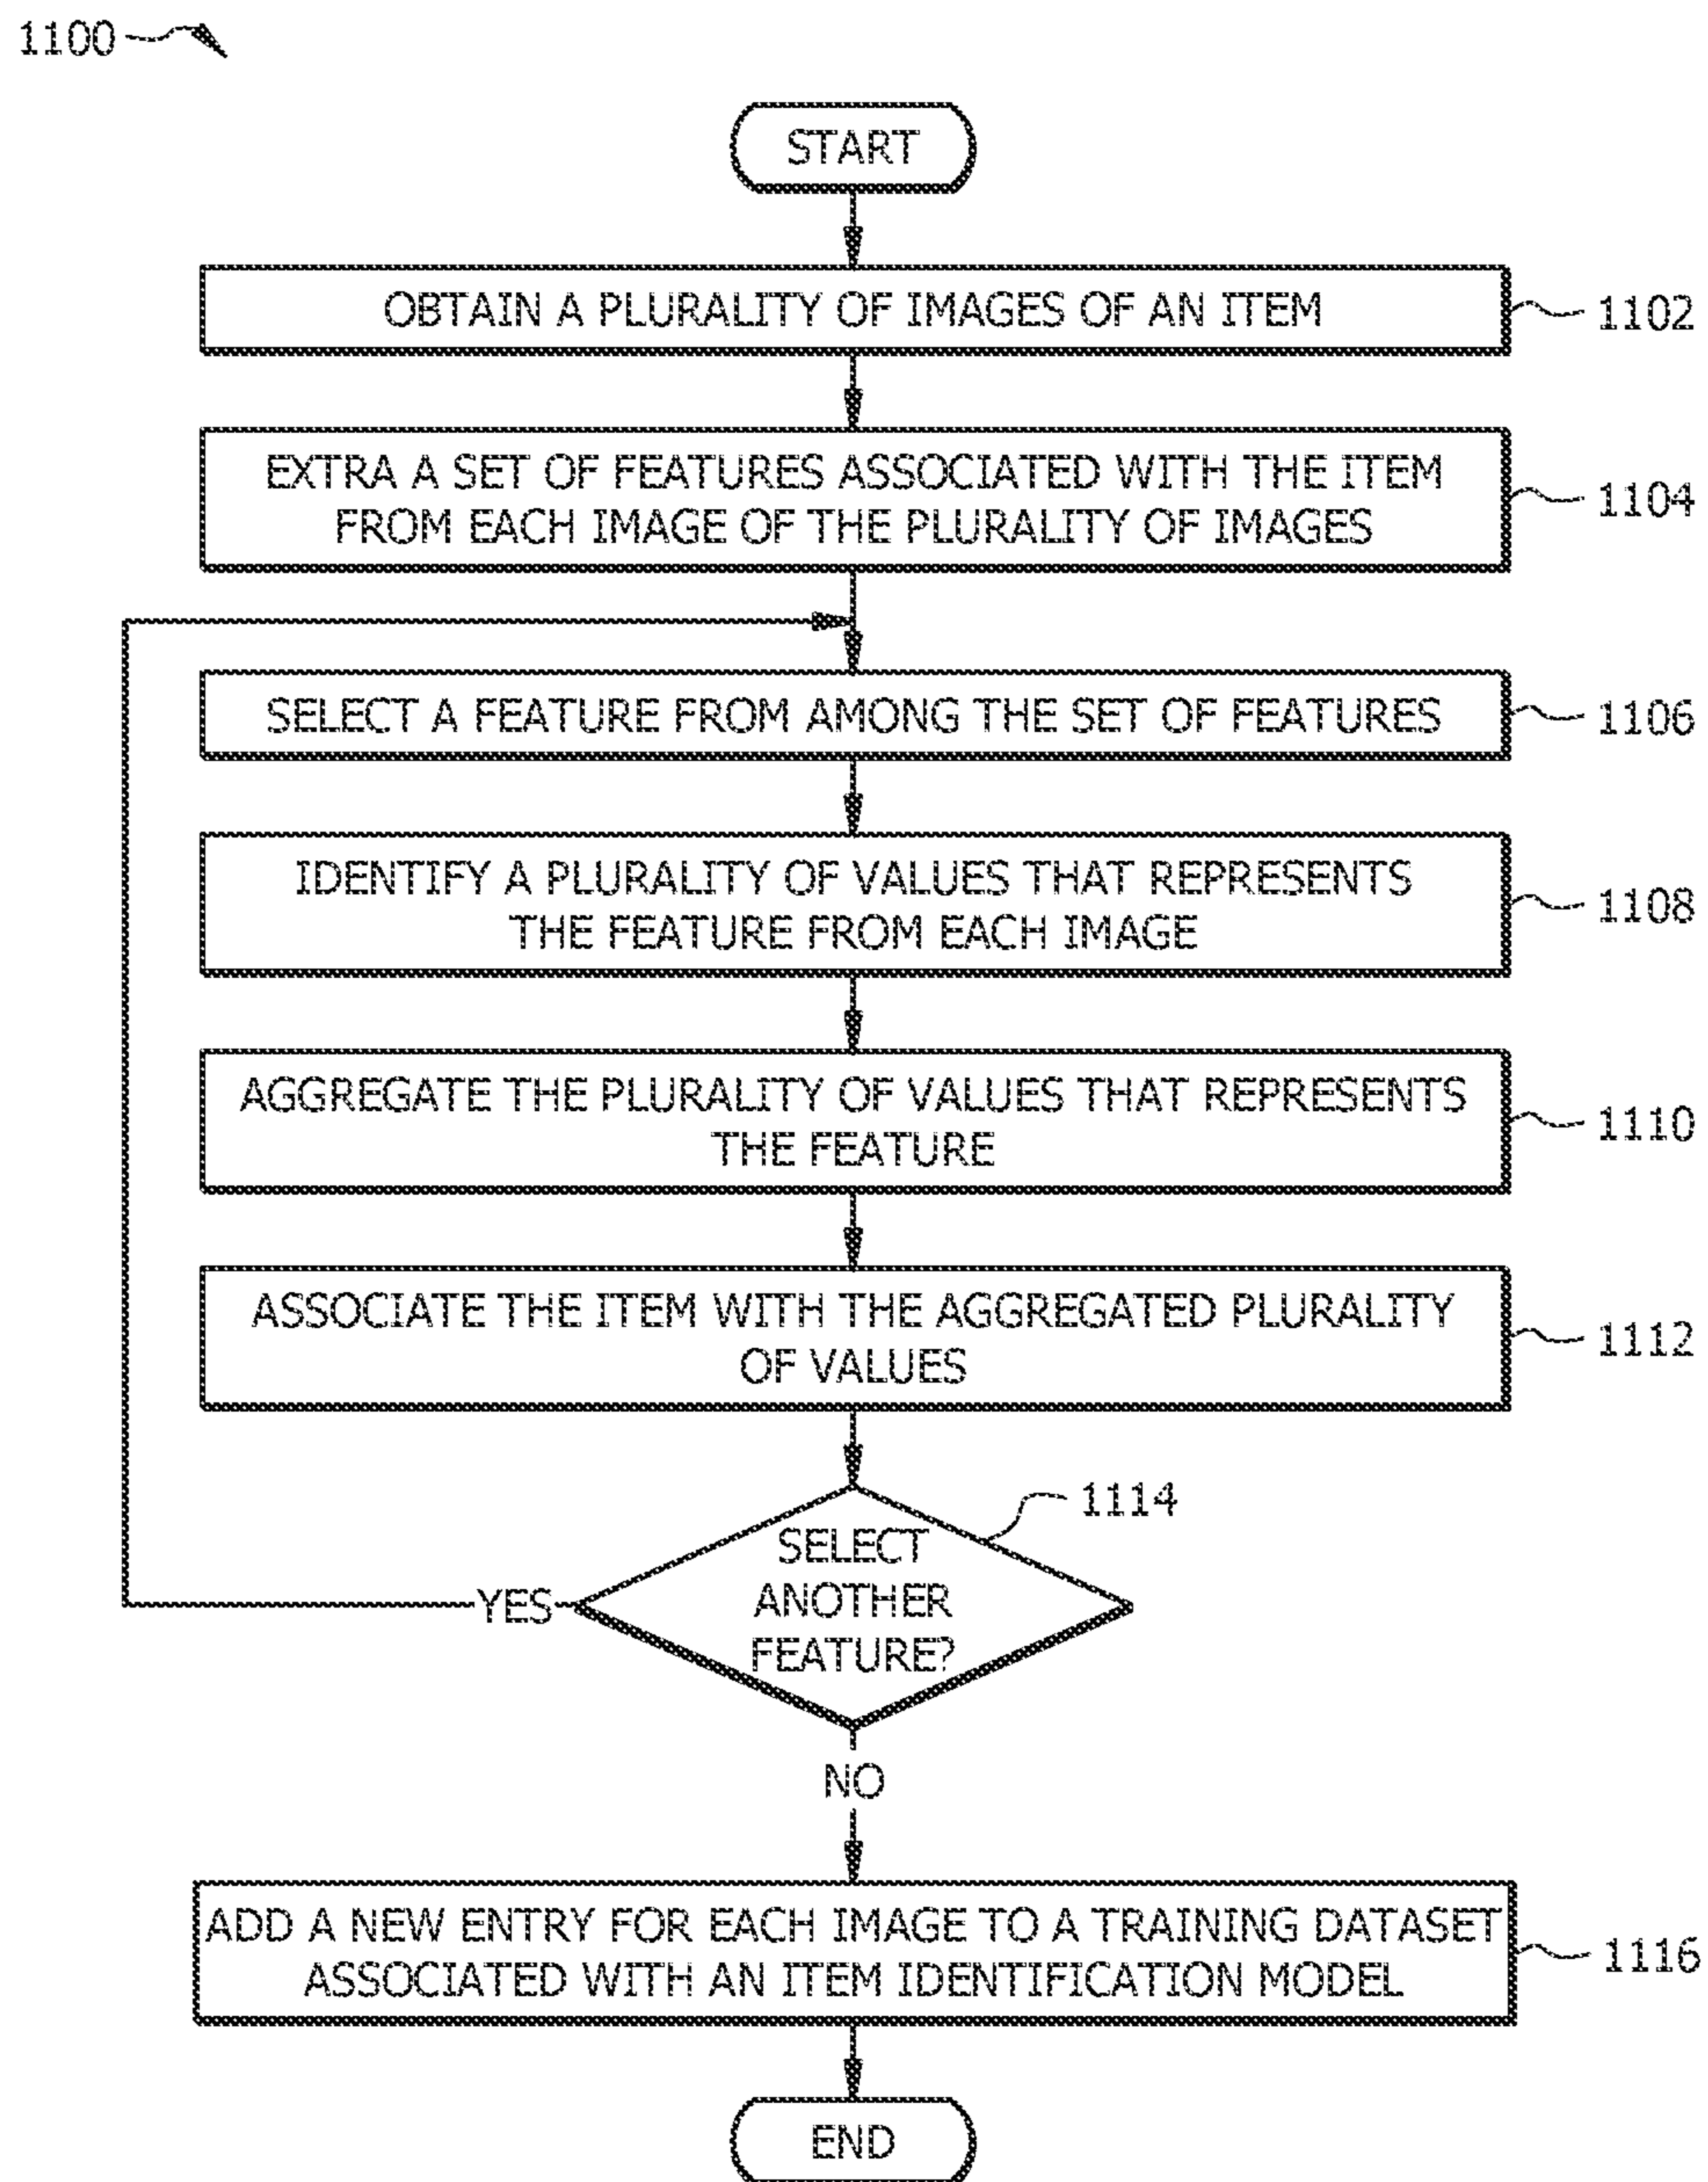 1100
START
OBTAIN A PLURALITY OF IMAGES OF AN ITEM
1102
EXTRA A SET OF FEATURES ASSOCIATED WITH THE ITEM
FROM EACH IMAGE OF THE PLURALITY OF IMAGES
1104
SELECT A FEATURE FROM AMONG THE SET OF FEATURES
1106
IDENTIFY A PLURALITY OF VALUES THAT REPRESENTS
THE FEATURE FROM EACH IMAGE
1108
AGGREGATE THE PLURALITY OF VALUES THAT REPRESENTS
THE FEATURE
1110
ASSOCIATE THE ITEM WITH THE AGGREGATED PLURALITY
OF VALUES
1112
1114
SELECT
ANOTHER
FEATURE?
YES
NO
ADD A NEW ENTRY FOR EACH IMAGE TO A TRAINING DATASET
ASSOCIATED WITH AN ITEM IDENTIFICATION MODEL
1116
END